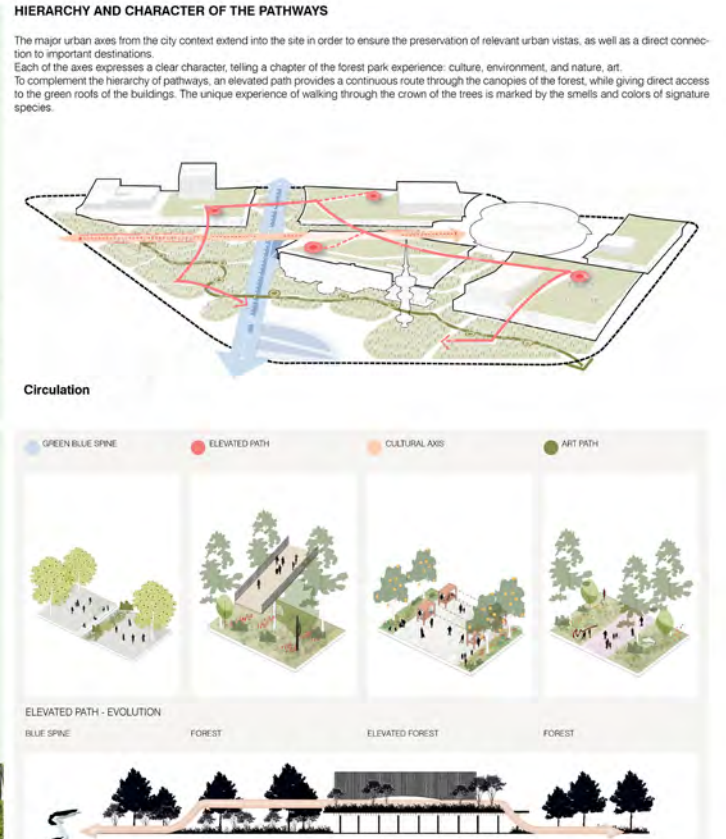 HIERARCHY AND CHARACTER OF THE PATHWAYS
The major urban axes from the city context extend into the site in order to ensure the preservation of relevant urban vistas, as well as a direct connec-
tion to important destinations.
Each of the axes expresses a clear character, telling a chapter of the forest park experience: culture, environment, and nature, art.
To complement the hierarchy of pathways, an elevated path provides a continuous route through the canopies of the forest, while giving direct access
to the green roofs of the buildings. The unique experience of walking through the crown of the trees is marked by the smells and colors of signature
species.
Circulation
GREEN BLUE SPINE
ELEVATED PATH
CULTURAL AXIS
ART PATH
ELEVATED PATH - EVOLUTION
BLUE SPINE
FOREST
ELEVATED FOREST
FOREST